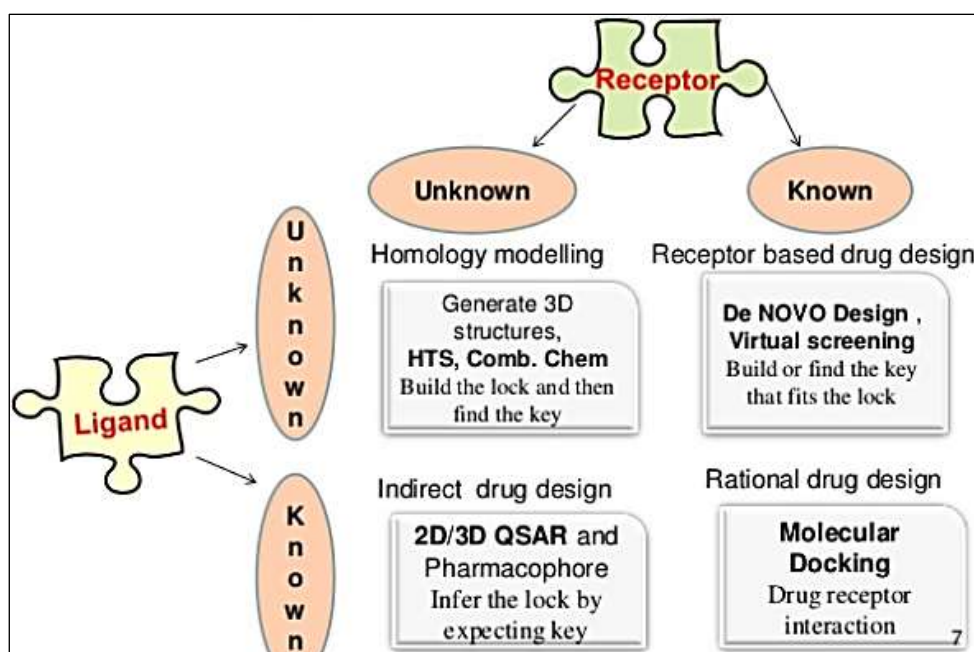 Receptor
Unknown
Known
Unknown
Homology modelling
Generate 3D
structures,
HTS, Comb. Chem
Build the lock and then
find the key
Receptor based drug design
De NOVO Design ,
Virtual screening
Build or find the key
that fits the lock
Ligand
Known
Indirect drug design
2D/3D QSAR and
Pharmacophore
Infer the lock by
expecting key
Rational drug design
Molecular
Docking
Drug receptor
interaction
7